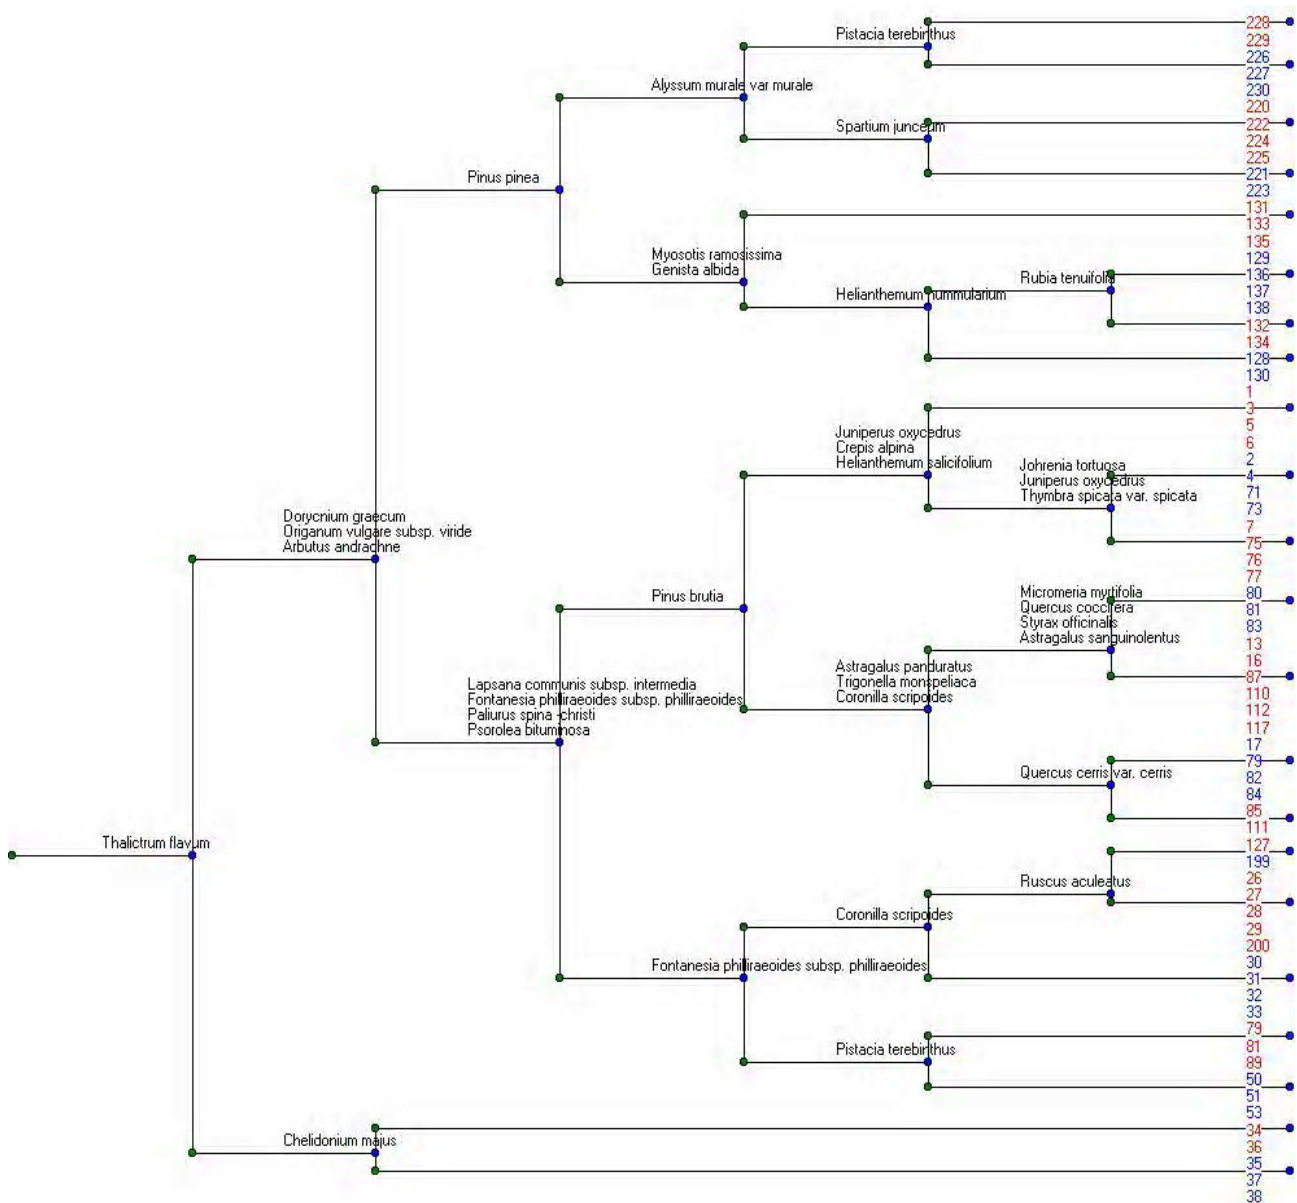 Pistacia terebinthus
Alyssum murale var murale
Spartium junceum
Pinus pinea
Myosotis ramosissima
Genista albida
Rubia tenuifolia
Helianthemum nummularium
Juniperus oxycedrus
Crepis alpina
Helianthemum salicifolium
Johrenia tortuosa
Juniperus oxycedrus
Thymbra spicata var. spicata
Dorycnium graecum
Origanum vulgare subsp. viride
Arbutus andrachne
Pinus brutia
Micromeria myrtifolia
Quercus coccifera
Styrax officinalis
Astragalus sanguinolentus
Astragalus panduratus
Trigonella monspeliaca
Coronilla scripoides
Lapsana communis subsp. intermedia
Fontanesia philliraeoides subsp. philliraeoides
Paliurus spina -christi
Psorolea bituminosa
Quercus cerris var. cerris
Thalictrum flavum
Ruscus aculeatus
Coronilla scripoides
Fontanesia philliraeoides subsp. philliraeoides
Pistacia terebinthus
Chelidonium majus
228
229
226
227
230
220
222
224
225
221
223
131
133
135
129
136
137
138
132
134
128
130
1
3
5
6
2
4
71
73
7
75
76
77
80
81
83
13
16
87
110
112
117
17
79
82
84
85
111
127
199
26
27
28
29
200
30
31
32
33
79
81
89
50
51
53
34
36
35
37
38